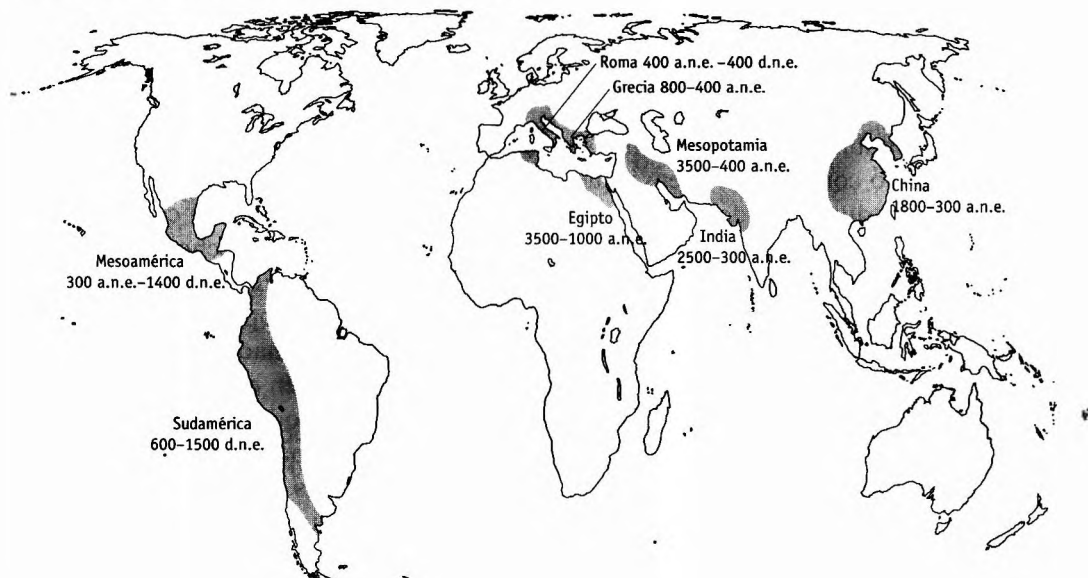 Roma 400 a.n.e. –400 d.n.e.
Grecia 800–400 a.n.e.
Mesopotamia
3500–400 a.n.e.
China
1800–300 a.n.e.
Egipto
3500–1000 a.n.e.
India
2500–300 a.n.e.
Mesoamérica
300 a.n.e.–1400 d.n.e.
Sudamérica
600–1500 d.n.e.